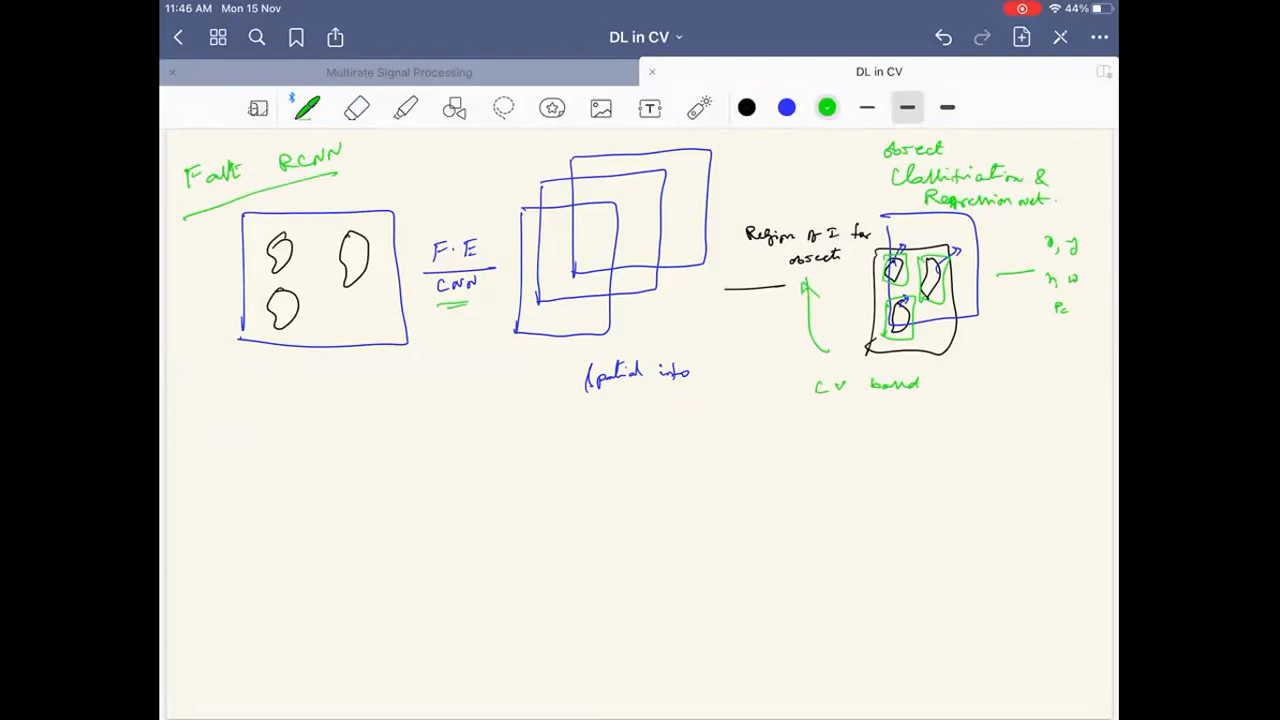 11:46 AM Mon 15 Nov
44%
DL in CV
Multirate Signal Processing
DL in CV
Fast RCNN
F.E
CNN
spatial info
Region of I for
object
CV based
object
Classification &
Regression net.
x, y
h, w
Pc